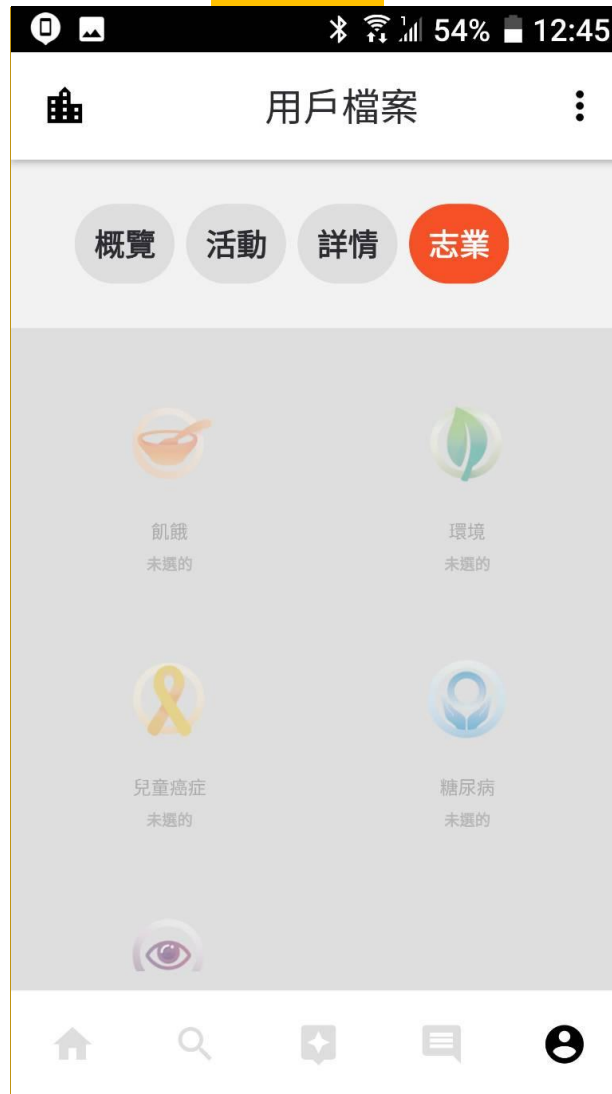 54% 12:45
用戶檔案
概覽 活動 詳情 志業
飢餓 環境
未選的 未選的
兒童癌症 糖尿病
未選的 未選的